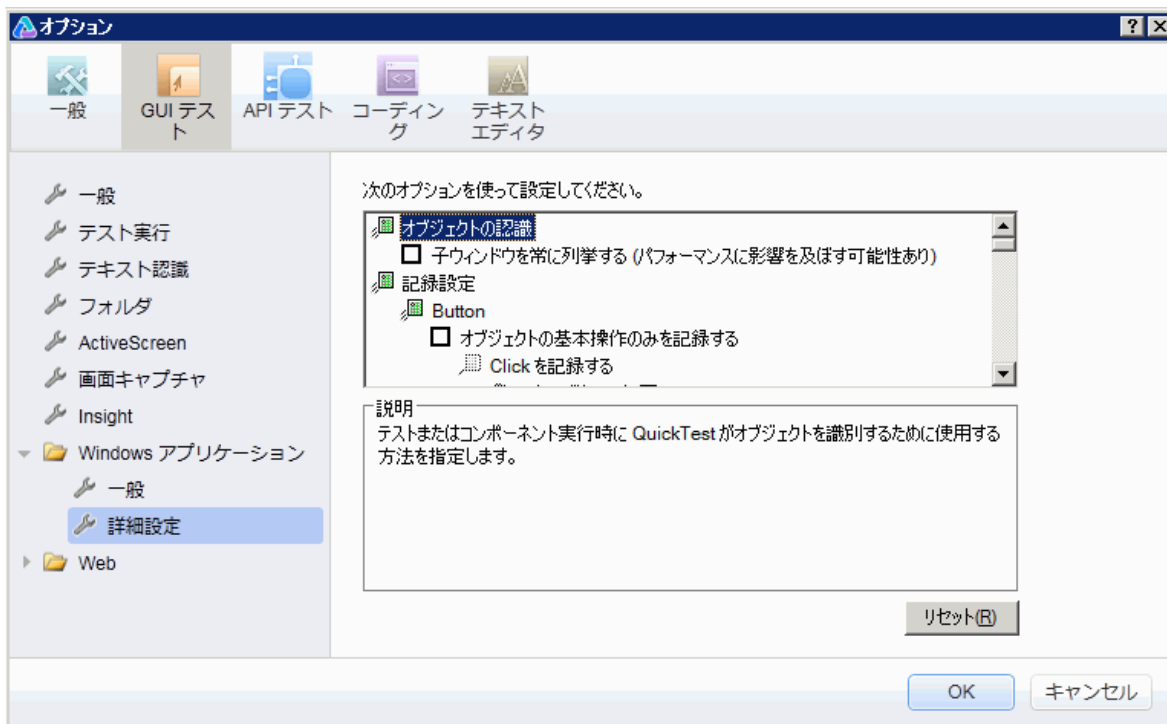 オプション
一般
GUI テス
ト
API テスト
コーディン
グ
テキスト
エディタ
一般
テスト実行
テキスト認識
フォルダ
ActiveScreen
画面キャプチャ
Insight
Windows アプリケーション
一般
詳細設定
Web
次のオプションを使って設定してください。
オブジェクトの認識
子ウィンドウを常に列挙する (パフォーマンスに影響を及ぼす可能性あり)
記録設定
Button
オブジェクトの基本操作のみを記録する
Click を記録する
説明
テストまたはコンポーネント実行時に QuickTest がオブジェクトを識別するために使用する
方法を指定します。
リセット(R)
OK
キャンセル